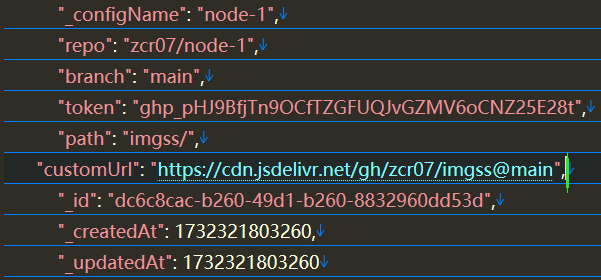 "_configName": "node-1",
"repo": "zcr07/node-1",
"branch": "main",
"token": "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",
"path": "imgss/",
"customUrl": "https://cdn.jsdelivr.net/gh/zcr07/imgss@main",
"_id": "dc6c8cac-b260-49d1-b260-8832960dd53d",
"_createdAt": 1732321803260,
"_updatedAt": 1732321803260